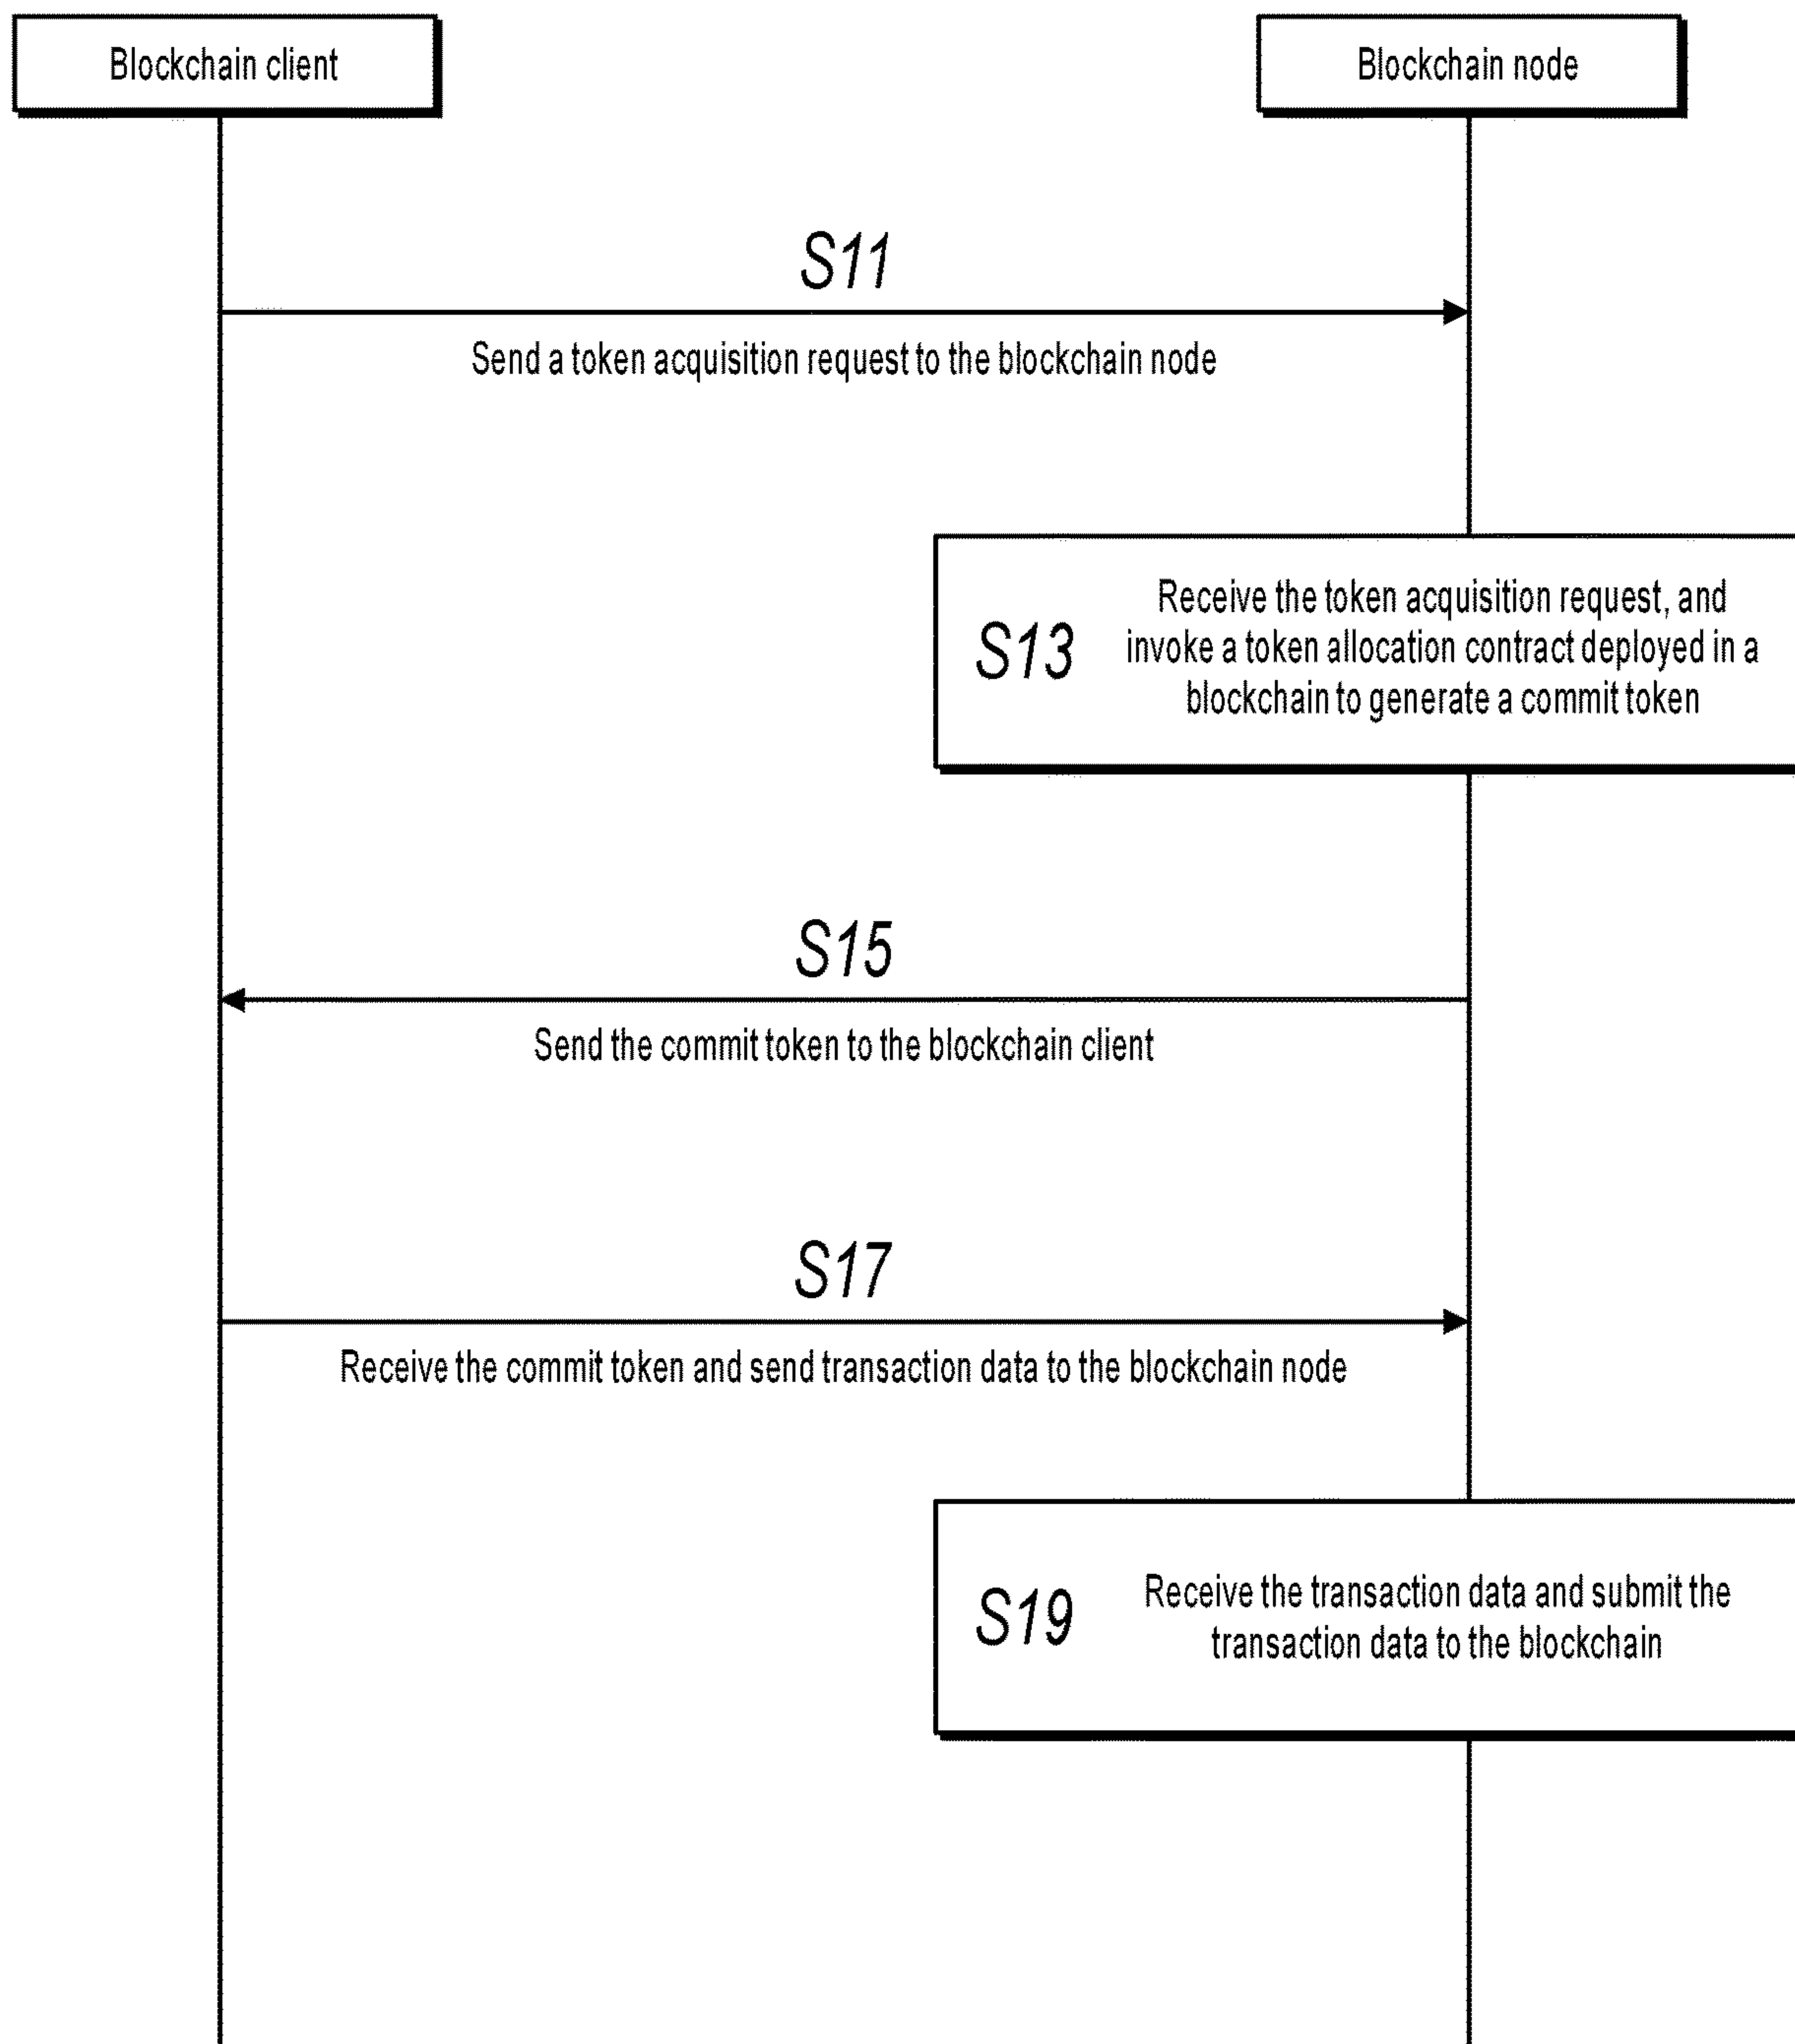 Blockchain client
Blockchain node
S11
Send a token acquisition request to the blockchain node
S13
Receive the token acquisition request, and
invoke a token allocation contract deployed in a
blockchain to generate a commit token
S15
Send the commit token to the blockchain client
S17
Receive the commit token and send transaction data to the blockchain node
S19
Receive the transaction data and submit the
transaction data to the blockchain